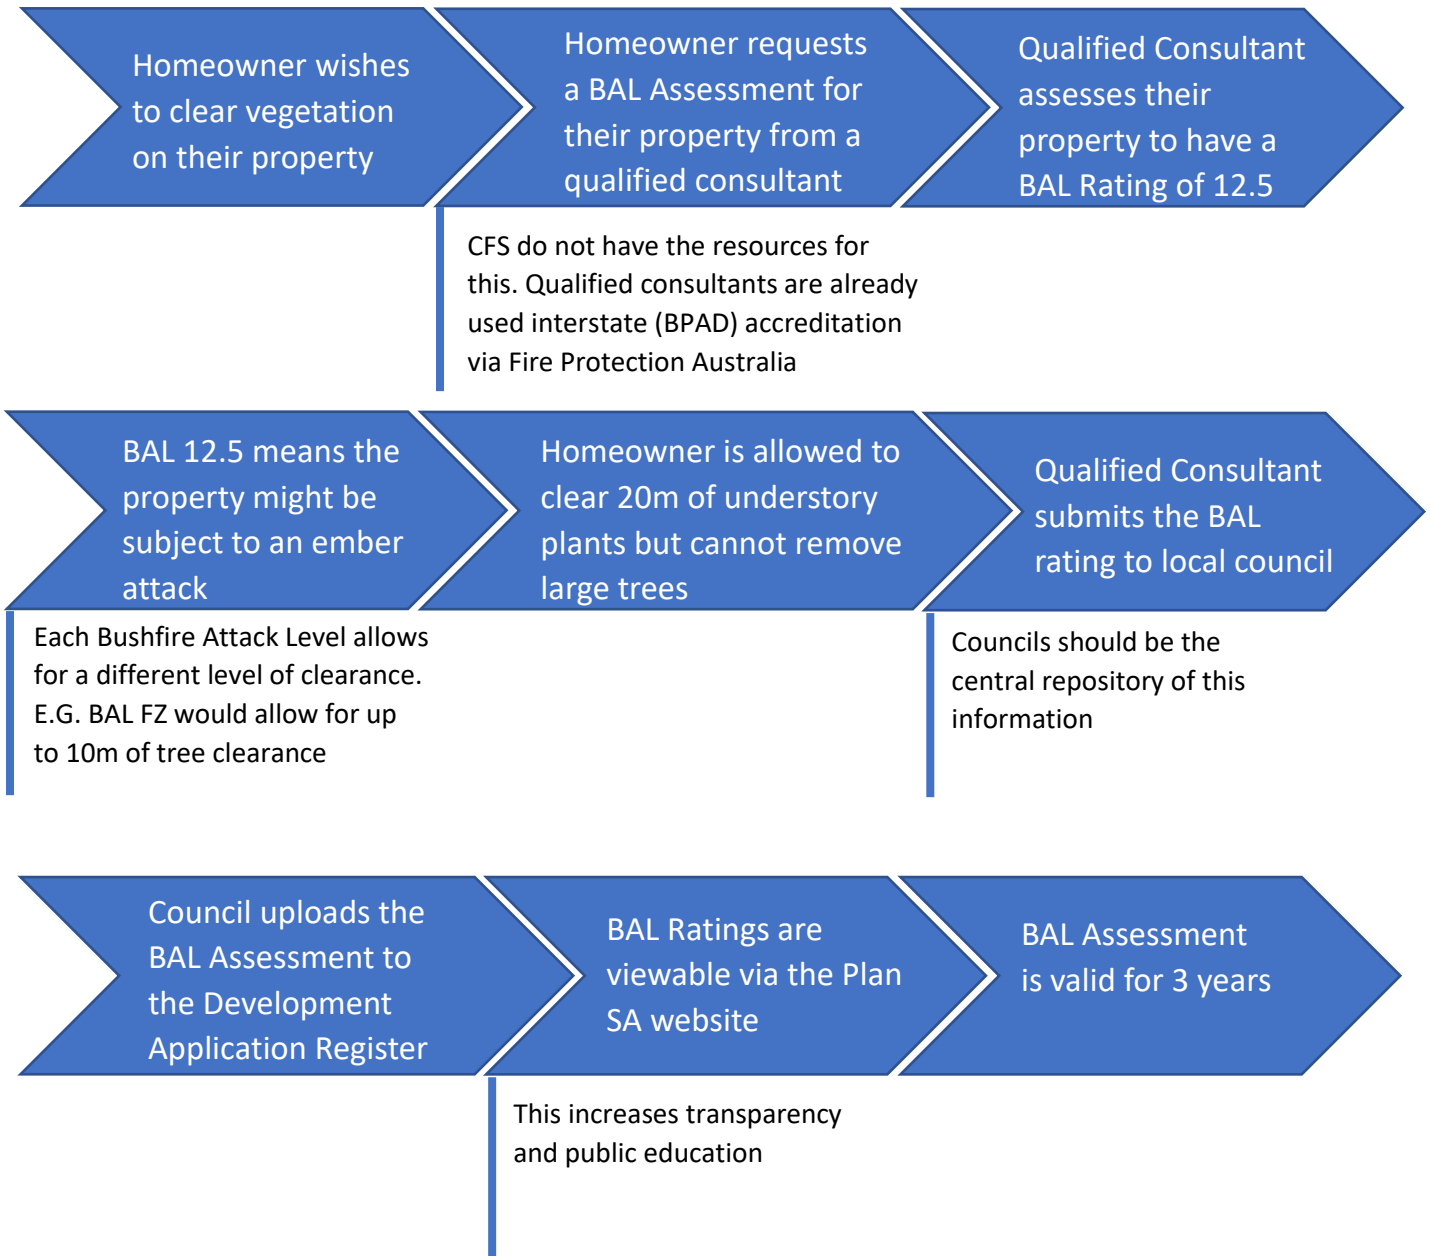 Homeowner wishes
to clear vegetation
on their property
Homeowner requests
a BAL Assessment for
their property from a
qualified consultant
Qualified Consultant
assesses their
property to have a
BAL Rating of 12.5
CFS do not have the resources for
this. Qualified consultants are already
used interstate (BPAD) accreditation
via Fire Protection Australia
BAL 12.5 means the
property might be
subject to an ember
attack
Homeowner is allowed to
clear 20m of understory
plants but cannot remove
large trees
Qualified Consultant
submits the BAL
rating to local council
Each Bushfire Attack Level allows
for a different level of clearance.
E.G. BAL FZ would allow for up
to 10m of tree clearance
Councils should be the
central repository of this
information
Council uploads the
BAL Assessment to
the Development
Application Register
BAL Ratings are
viewable via the Plan
SA website
BAL Assessment
is valid for 3 years
This increases transparency
and public education